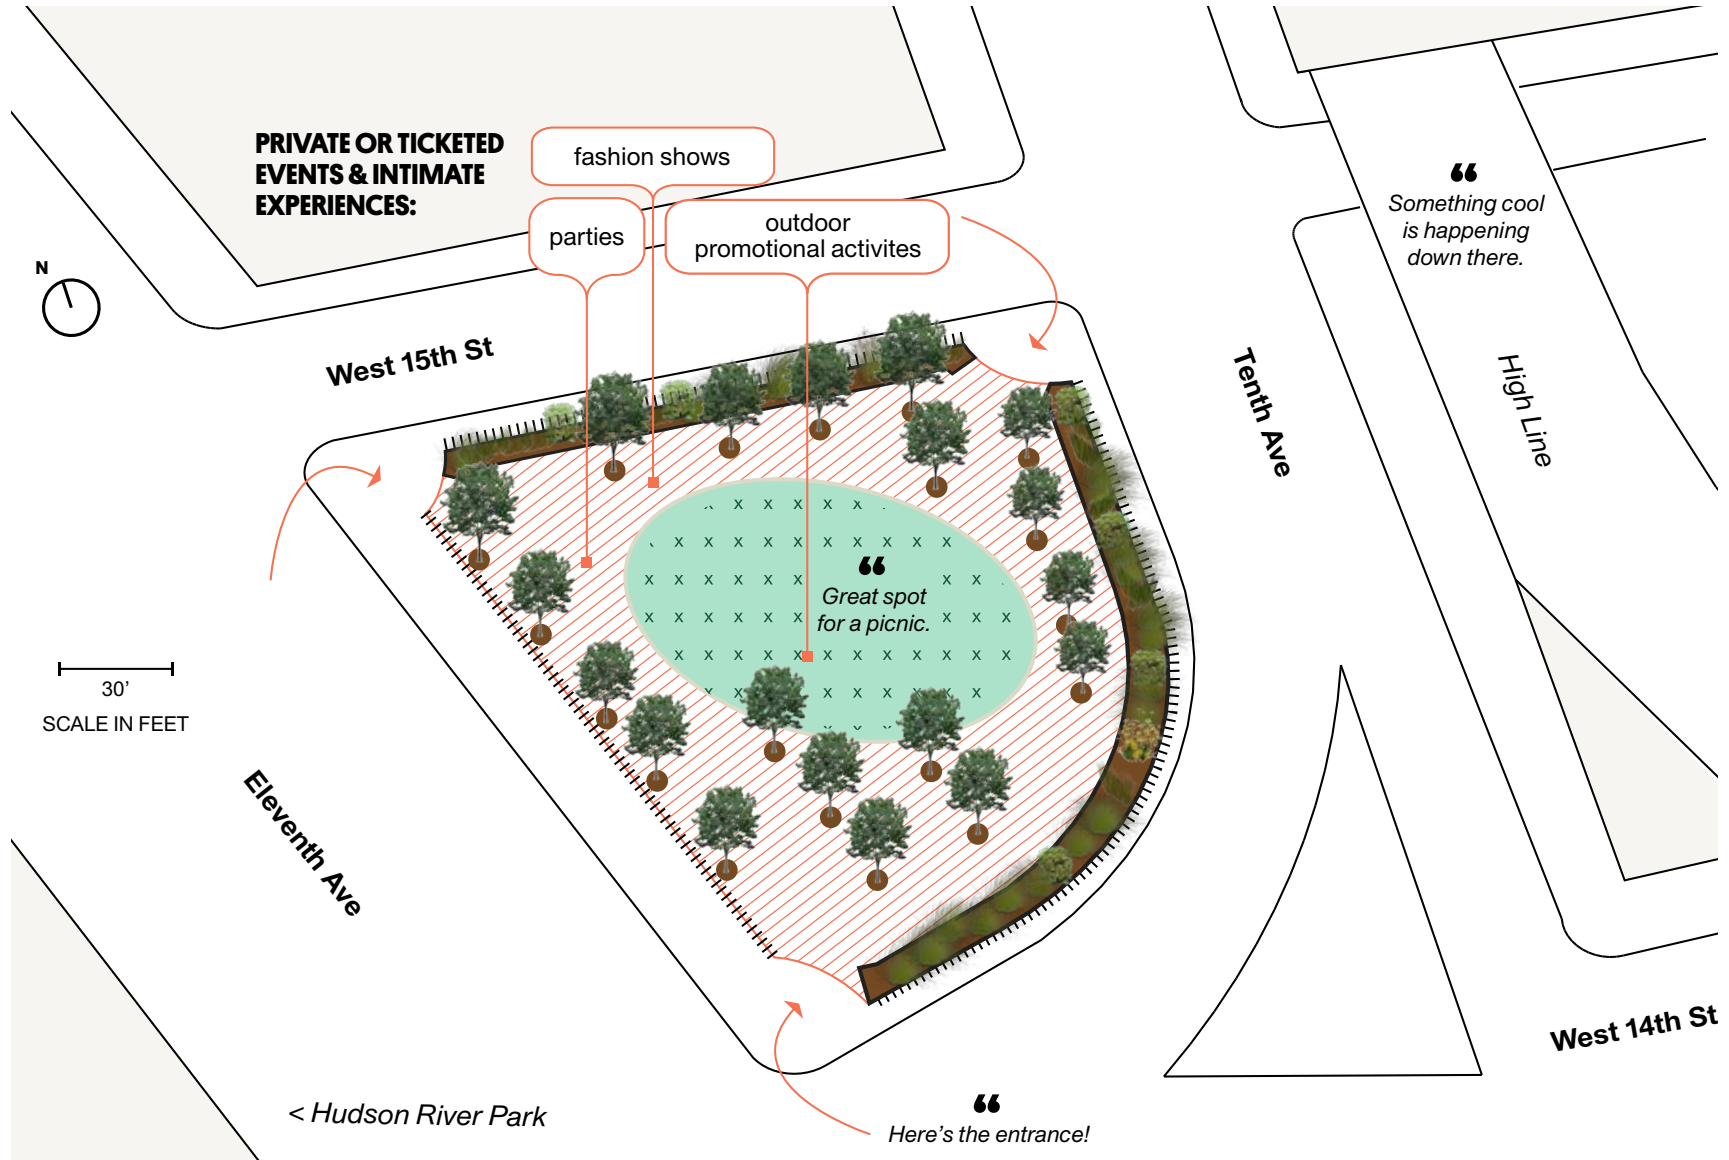 PRIVATE OR TICKETED
EVENTS & INTIMATE
EXPERIENCES:
fashion shows
parties
outdoor
promotional activites
“
Something cool
is happening
down there.
N
West 15th St
Tenth Ave
High Line
“
Great spot
for a picnic.
x x x x x x
x x x x x x x x x x
x x x x x x x x x x x
x x x x x x x x x x x x x
x x x x x x x x x x x x
x x x x x x x
30’
SCALE IN FEET
Eleventh Ave
West 14th St
< Hudson River Park
“
Here’s the entrance!